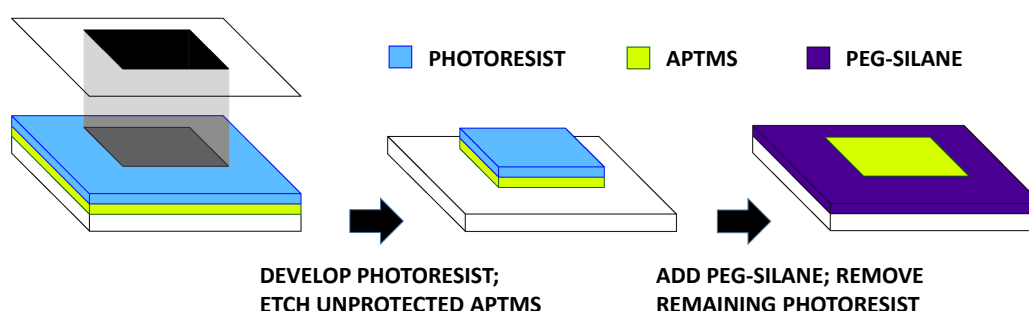 PHOTORESIST
APTMS
PEG-SILANE
DEVELOP PHOTORESIST;
ETCH UNPROTECTED APTMS
ADD PEG-SILANE; REMOVE
REMAINING PHOTORESIST